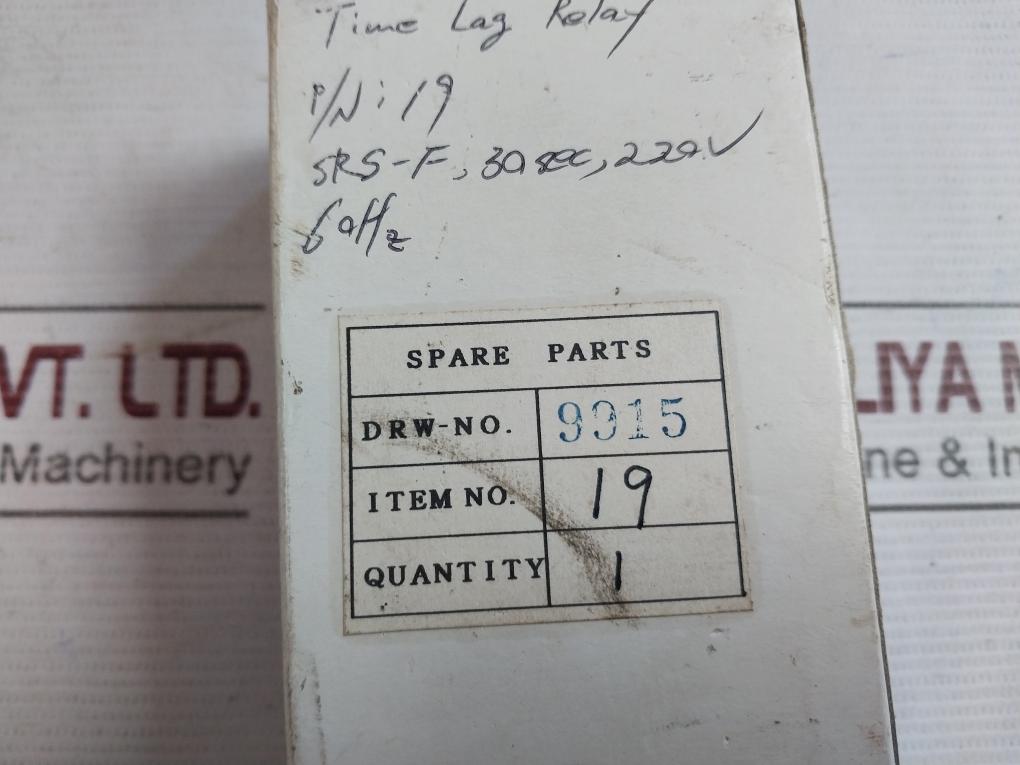 Time Lag Relay
P/N: 19
SRS-F, 30 sec, 220V
60Hz
SPARE PARTS
DRW-NO. 9915
ITEM NO. 19
QUANTITY 1
VT. LTD.
Machinery
LIYA M
ne & In